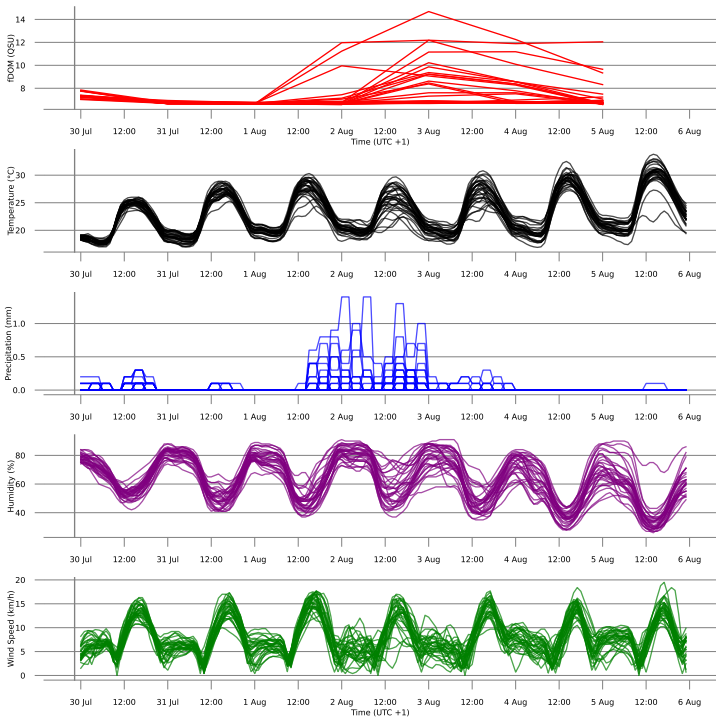 fDOM (QSU)
14
12
10
8
30 Jul 12:00 31 Jul 12:00 1 Aug 12:00 2 Aug 12:00 3 Aug 12:00 4 Aug 12:00 5 Aug 12:00 6 Aug
Time (UTC +1)
Temperature (°C)
30
25
20
30 Jul 12:00 31 Jul 12:00 1 Aug 12:00 2 Aug 12:00 3 Aug 12:00 4 Aug 12:00 5 Aug 12:00 6 Aug
Precipitation (mm)
1.0
0.5
0.0
30 Jul 12:00 31 Jul 12:00 1 Aug 12:00 2 Aug 12:00 3 Aug 12:00 4 Aug 12:00 5 Aug 12:00 6 Aug
Humidity (%)
80
60
40
30 Jul 12:00 31 Jul 12:00 1 Aug 12:00 2 Aug 12:00 3 Aug 12:00 4 Aug 12:00 5 Aug 12:00 6 Aug
Wind Speed (km/h)
20
15
10
5
0
30 Jul 12:00 31 Jul 12:00 1 Aug 12:00 2 Aug 12:00 3 Aug 12:00 4 Aug 12:00 5 Aug 12:00 6 Aug
Time (UTC +1)